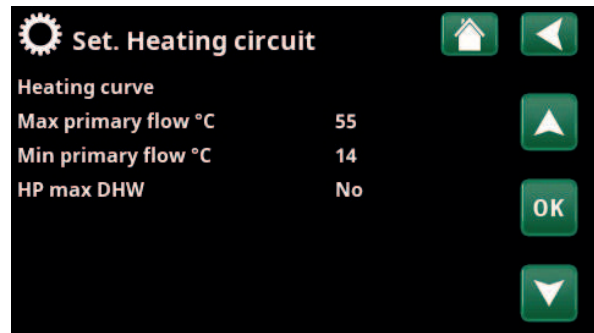 Set. Heating circuit
Heating curve
Max primary flow °C 55
Min primary flow °C 14
HP max DHW No
OK